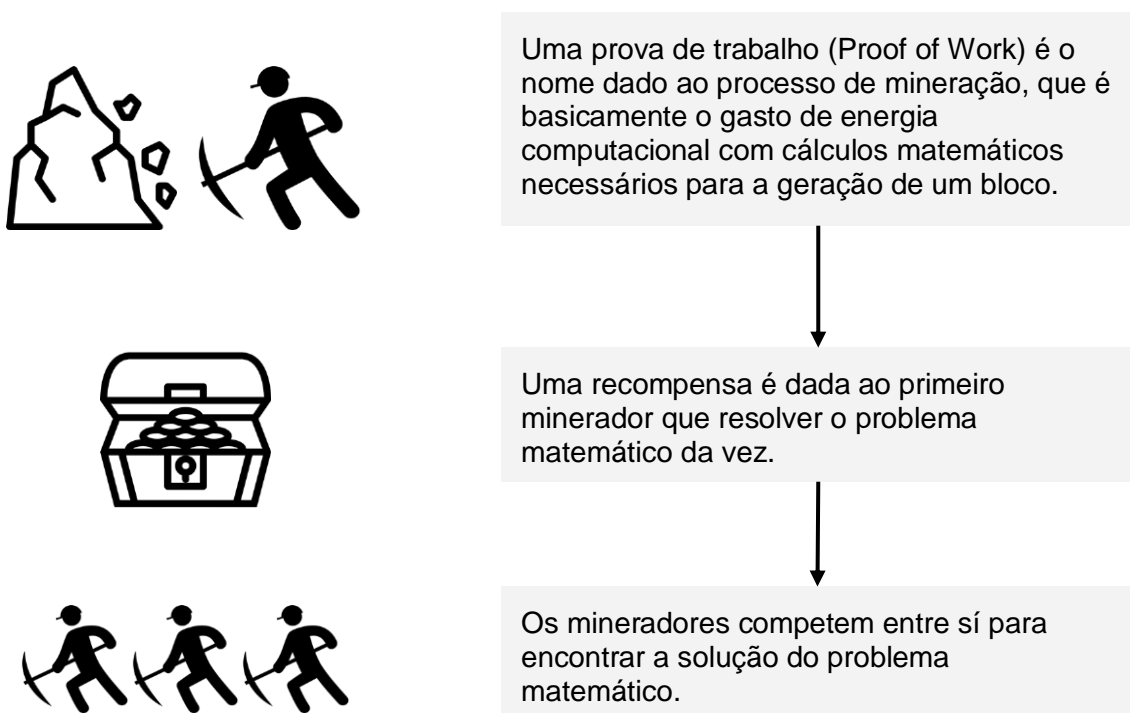 Uma prova de trabalho (Proof of Work) é o
nome dado ao processo de mineração, que é
basicamente o gasto de energia
computacional com cálculos matemáticos
necessários para a geração de um bloco.
Uma recompensa é dada ao primeiro
minerador que resolver o problema
matemático da vez.
Os mineradores competem entre sí para
encontrar a solução do problema
matemático.